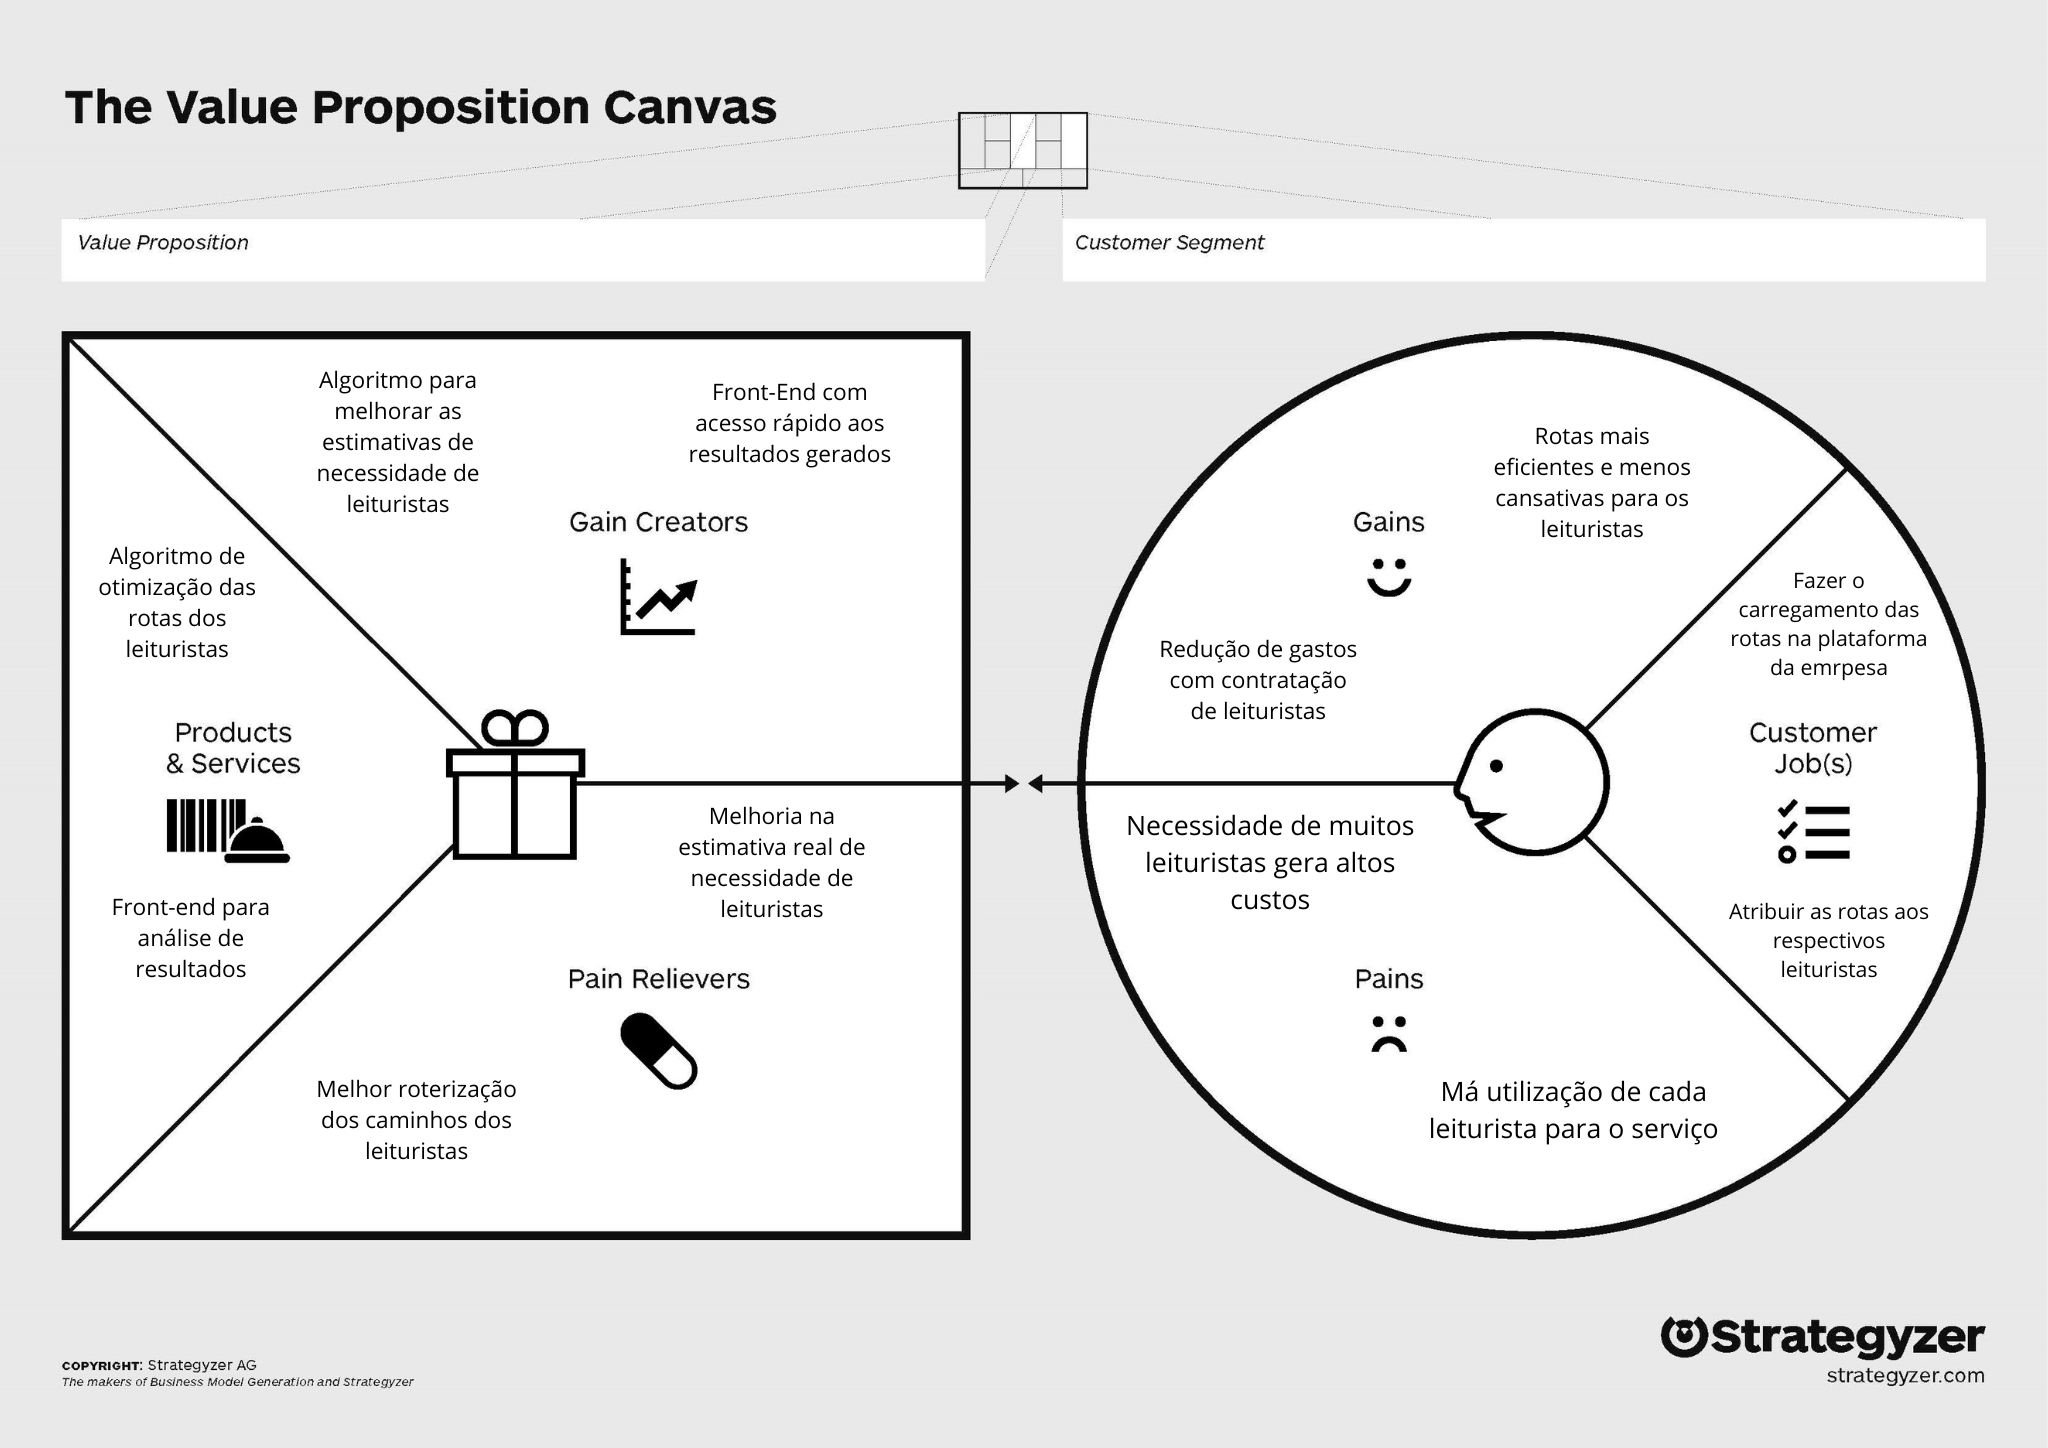 The Value Proposition Canvas
Value Proposition
Customer Segment
Algoritmo para
melhorar as
estimativas de
necessidade de
leituristas
Front-End com
acesso rápido aos
resultados gerados
Gain Creators
Algoritmo de
otimização das
rotas dos
leituristas
Products
& Services
Front-end para
análise de
resultados
Melhoria na
estimativa real de
necessidade de
leituristas
Pain Relievers
Melhor roterização
dos caminhos dos
leituristas
Rotas mais
eficientes e menos
cansativas para os
leituristas
Gains
Redução de gastos
com contratação
de leituristas
Fazer o
carregamento das
rotas na plataforma
da emrpesa
Customer
Job(s)
Atribuir as rotas aos
respectivos
leituristas
Necessidade de muitos
leituristas gera altos
custos
Pains
Má utilização de cada
leiturista para o serviço
COPYRIGHT: Strategyzer AG
The makers of Business Model Generation and Strategyzer
Strategyzer
strategyzer.com